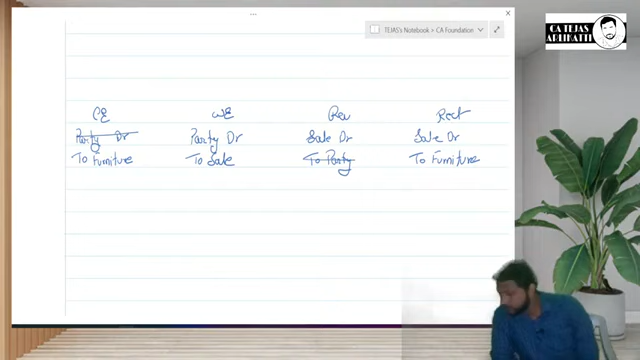 TEJAS's Notebook > CA Foundation
CA TEJAS
ARLIKATTI
CE WE Rev Rect
Party Dr Party Dr Sale Dr Sale Dr
To Furniture To Sale To Party To Furniture